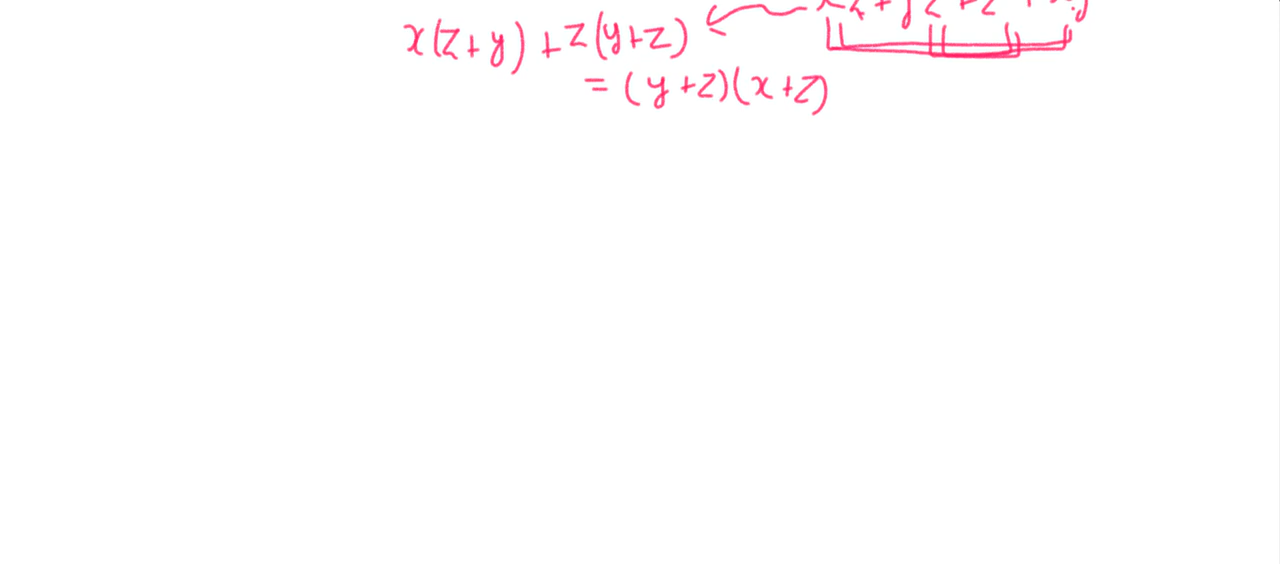 x(z+y) + z(y+z)
= (y+z)(x+z)